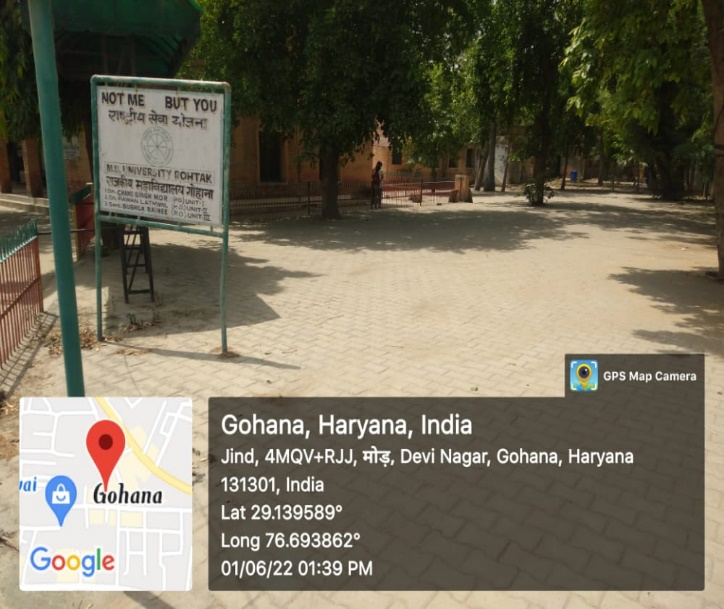 NOT ME BUT YOU
राष्ट्रीय सेवा योजना
M.D. UNIVERSITY ROHTAK
राजकीय महाविद्यालय गोहाना
GPS Map Camera
Gohana, Haryana, India
Jind, 4MQV+RJJ, मोड़, Devi Nagar, Gohana, Haryana
131301, India
Lat 29.139589°
Long 76.693862°
01/06/22 01:39 PM
Gohana
Google